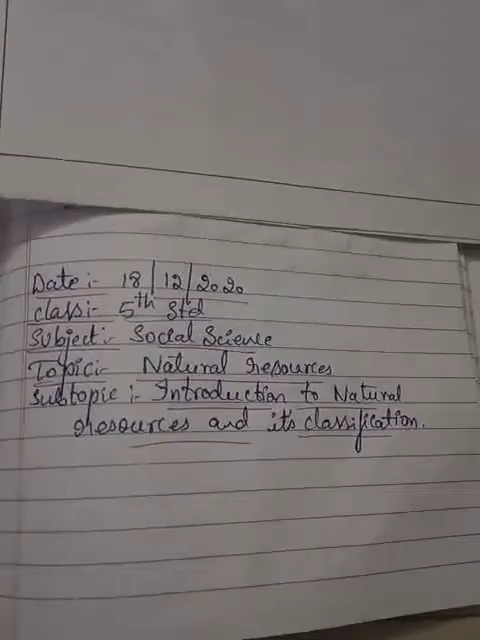 Date :- 18/12/2020
class :- 5th Std
Subject :- Social Science
Topic :- Natural resources
Subtopic :- Introduction to Natural
resources and its classification.